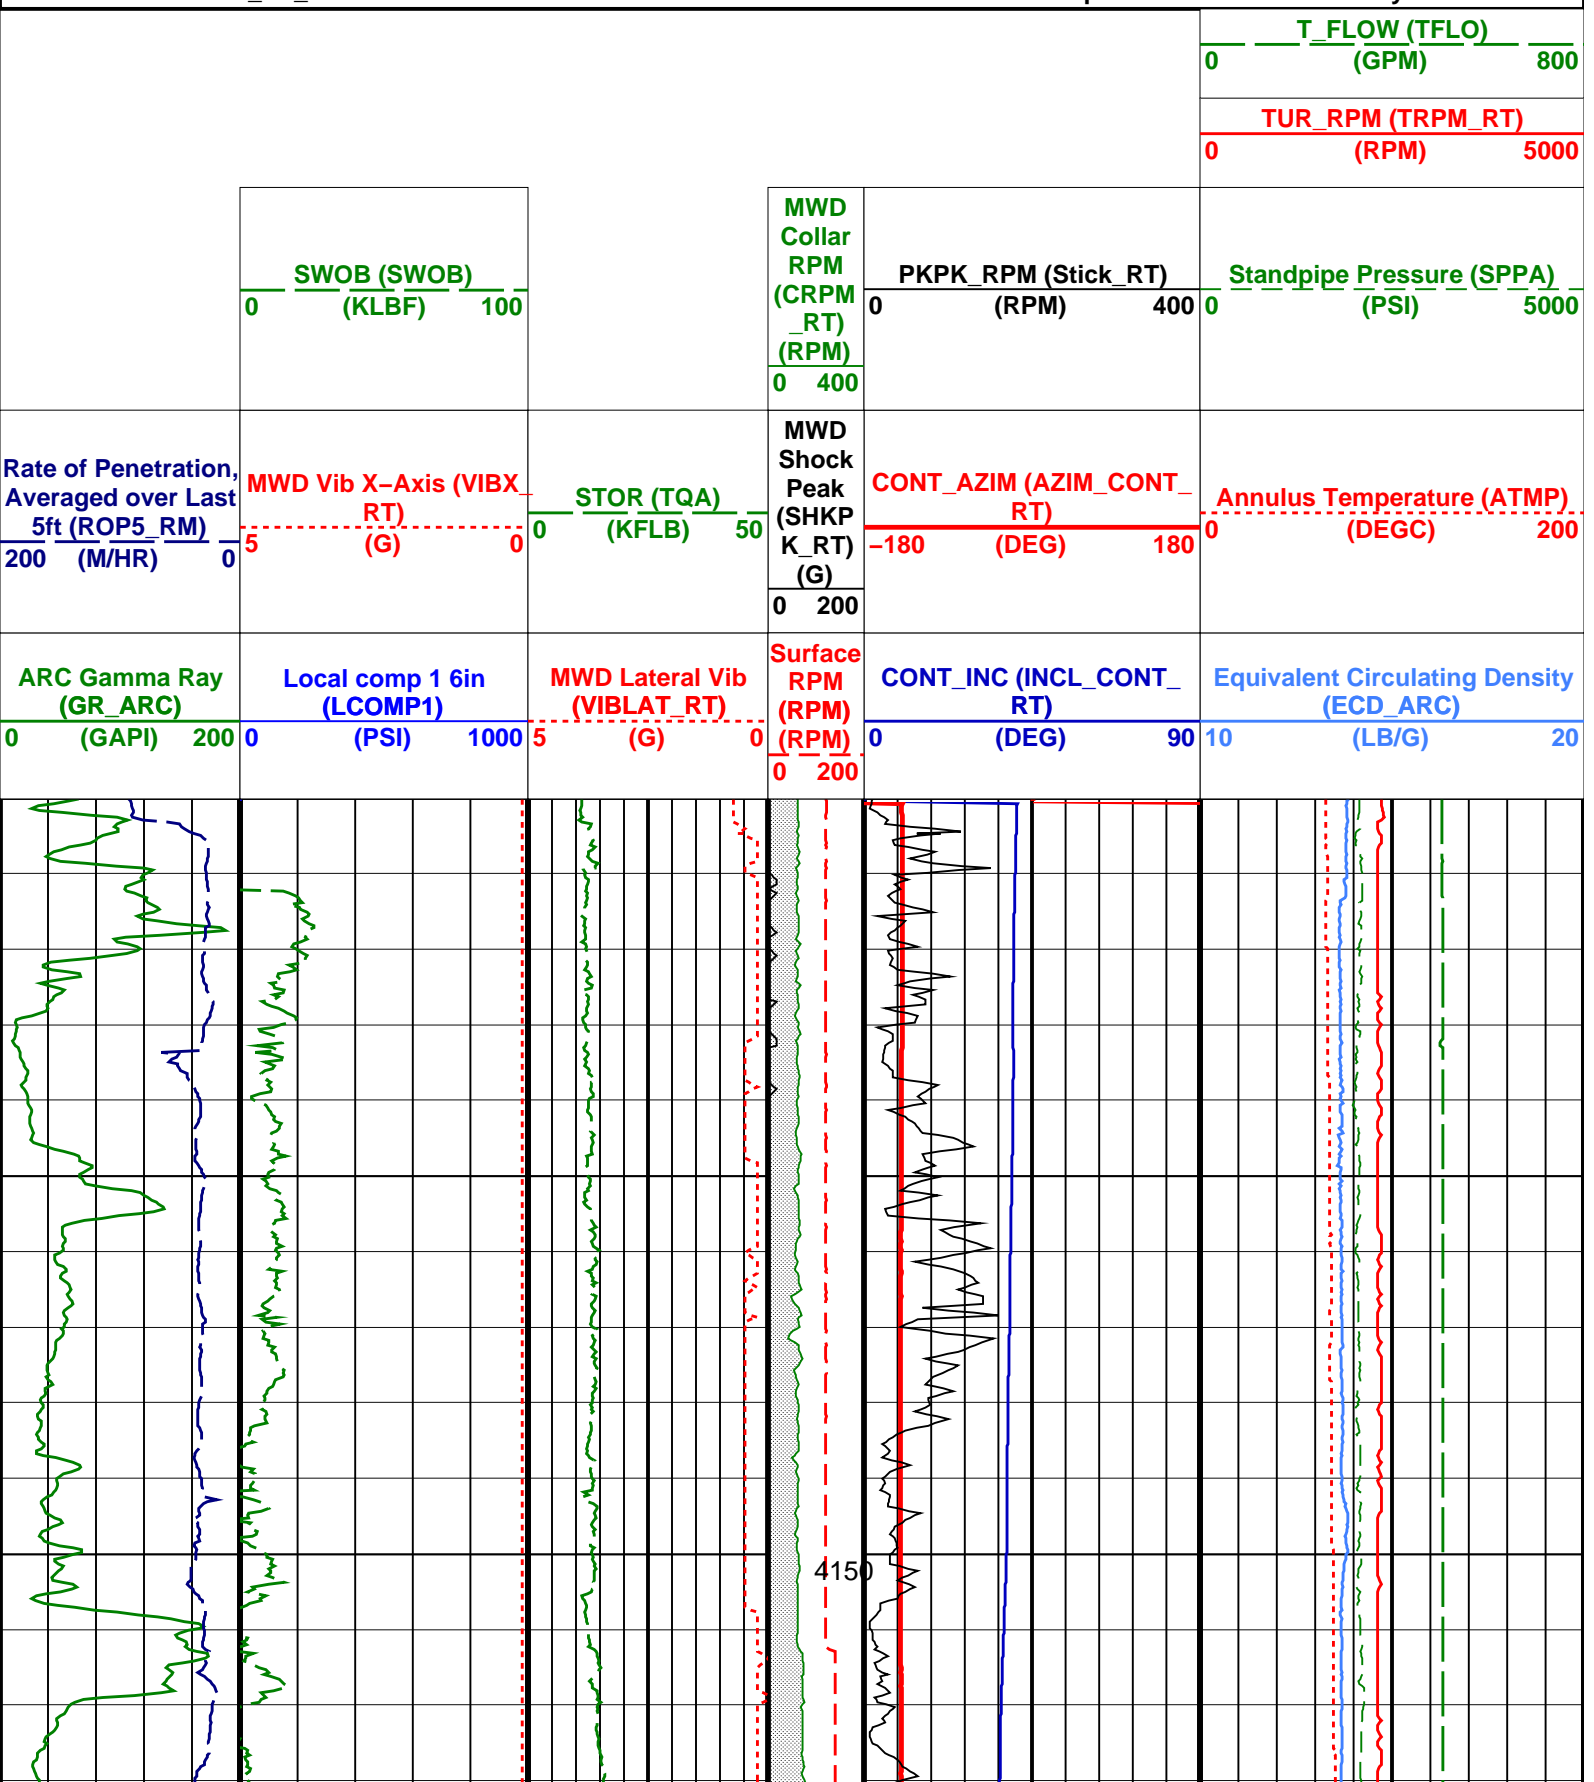 T_FLOW (TFLO)
0 (GPM) 800
TUR_RPM (TRPM_RT)
0 (RPM) 5000
SWOB (SWOB)
0 (KLBF) 100
MWD
Collar
RPM
(CRPM
_RT)
(RPM)
0 400
PKPK_RPM (Stick_RT)
0 (RPM) 400
Standpipe Pressure (SPPA)
0 (PSI) 5000
Rate of Penetration,
Averaged over Last
5ft (ROP5_RM)
200 (M/HR) 0
MWD Vib X−Axis (VIBX_
RT)
5 (G) 0
STOR (TQA)
0 (KFLB) 50
MWD
Shock
Peak
(SHKP
K_RT)
(G)
0 200
CONT_AZIM (AZIM_CONT_
RT)
−180 (DEG) 180
Annulus Temperature (ATMP)
0 (DEGC) 200
ARC Gamma Ray
(GR_ARC)
0 (GAPI) 200
Local comp 1 6in
(LCOMP1)
0 (PSI) 1000
MWD Lateral Vib
(VIBLAT_RT)
5 (G) 0
Surface
RPM
(RPM)
(RPM)
0 200
CONT_INC (INCL_CONT_
RT)
0 (DEG) 90
Equivalent Circulating Density
(ECD_ARC)
10 (LB/G) 20
4150